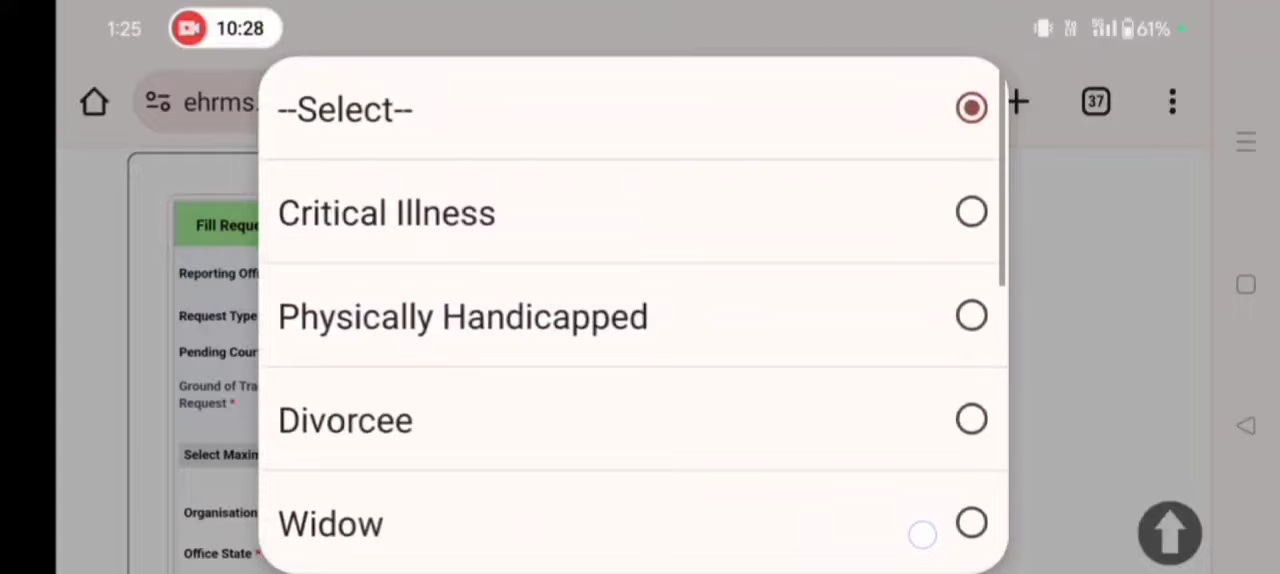 1:25
10:28
61%
ehrms.
37
--Select--
Critical Illness
Physically Handicapped
Divorcee
Widow
Fill Reque
Reporting Offi
Request Type
Pending Cour
Ground of Tra
Request *
Select Maxim
Organisation
Office State *